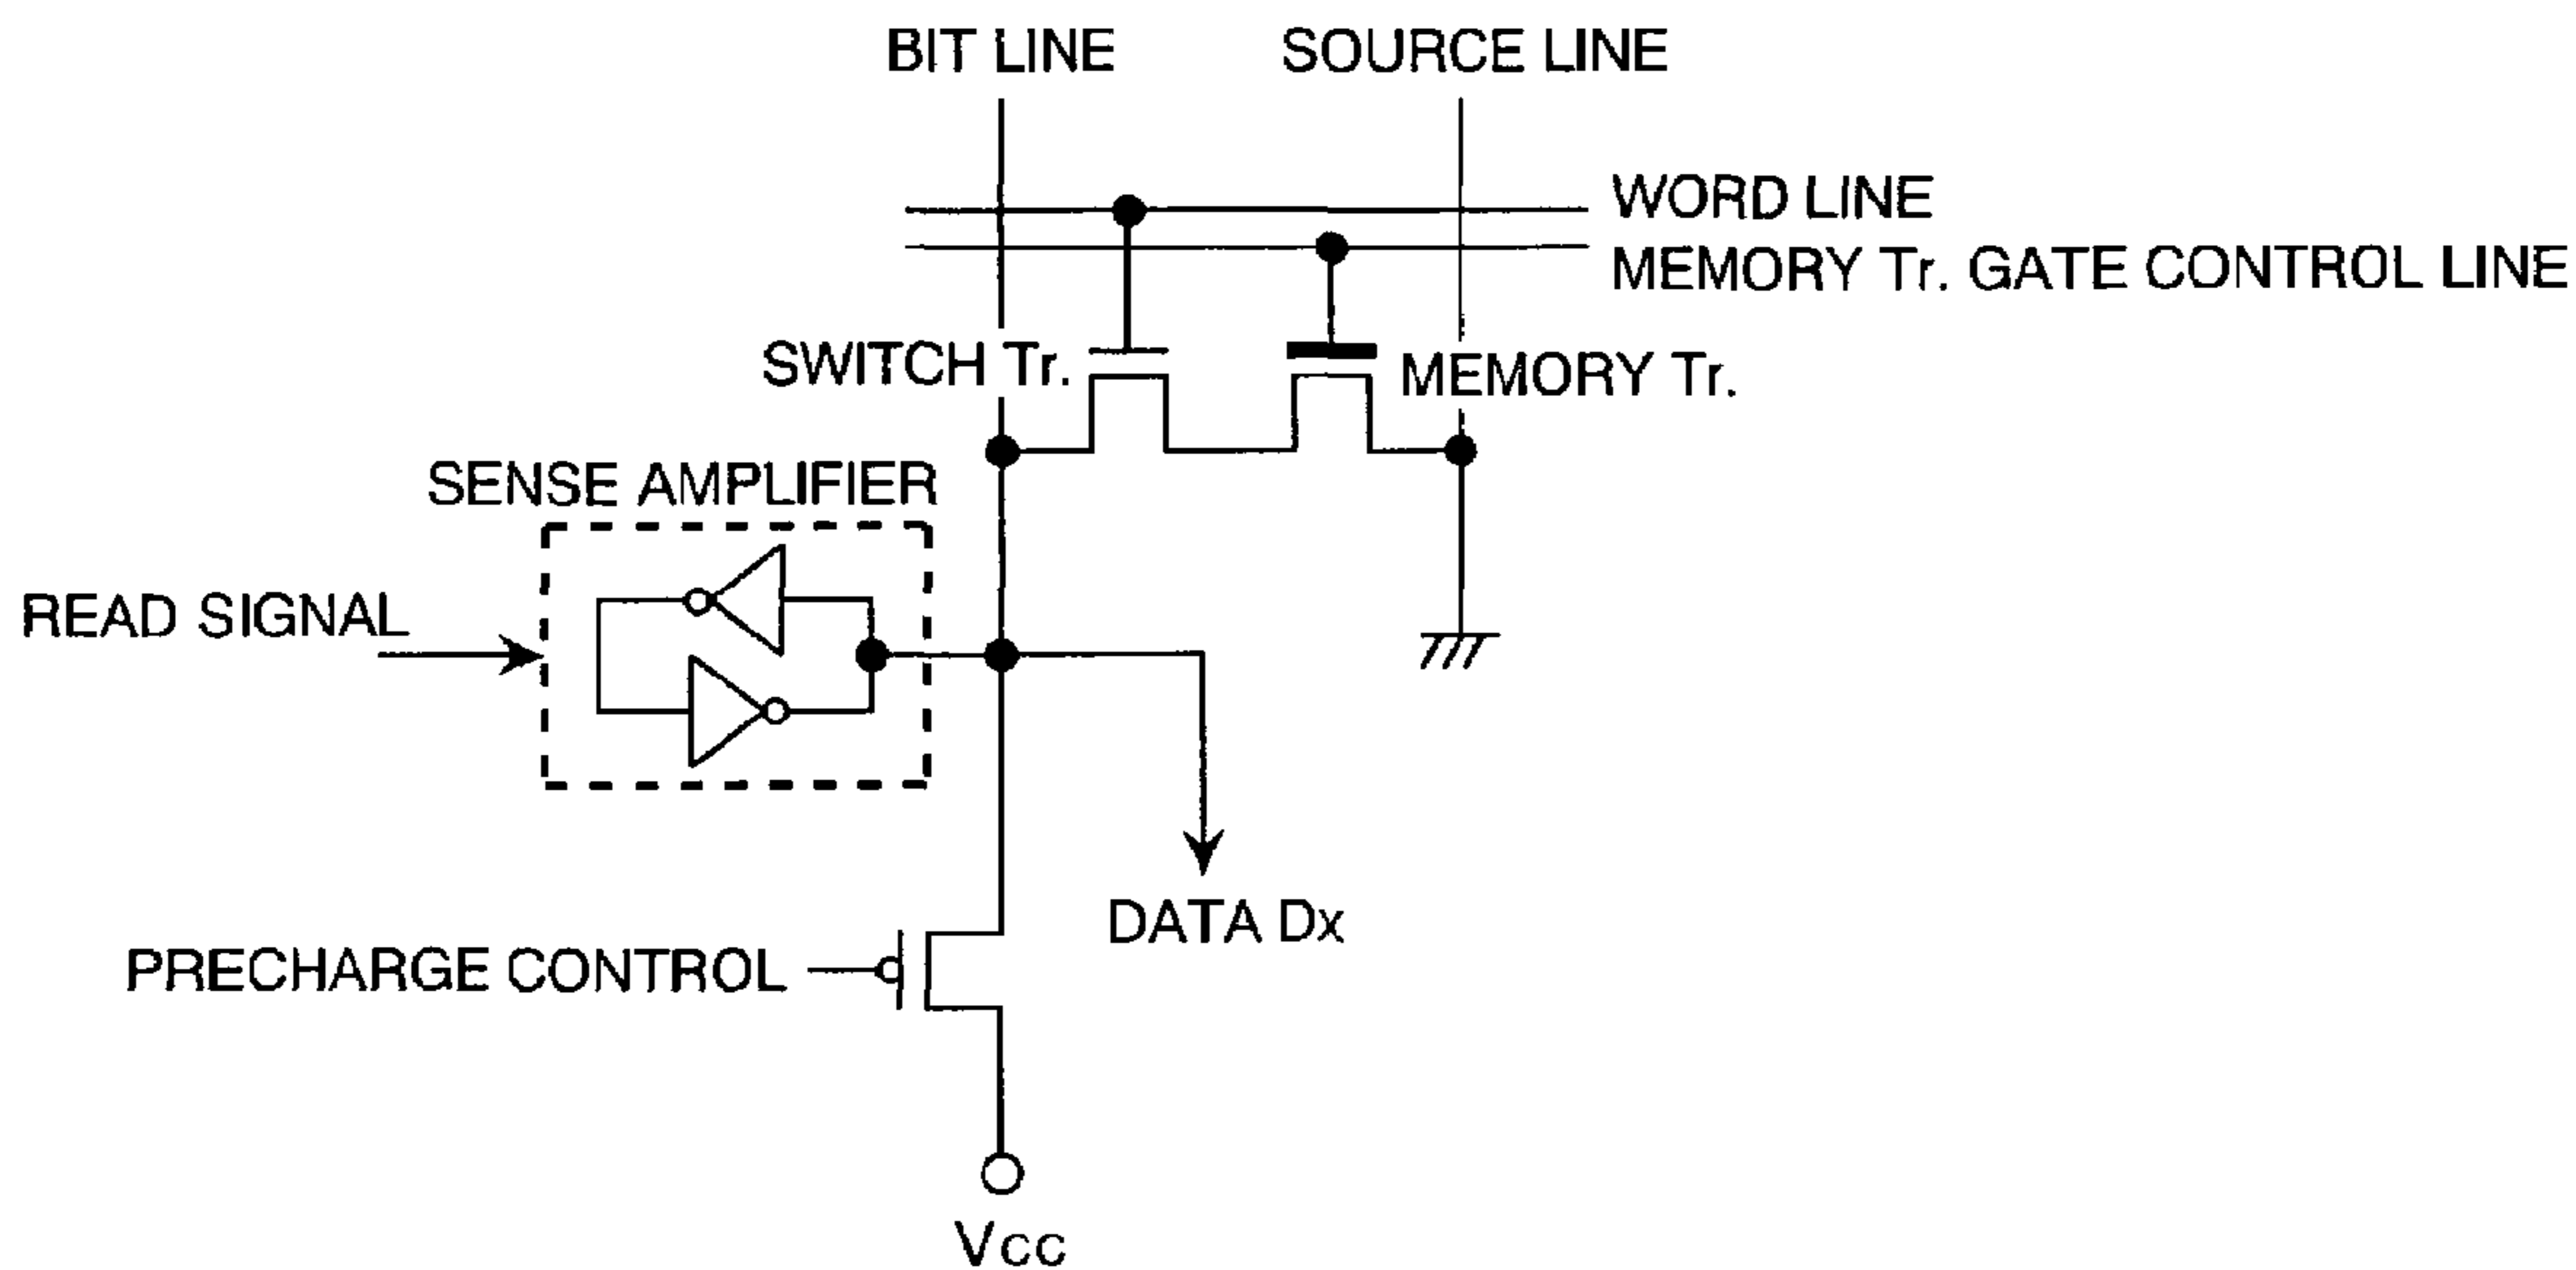 BIT LINE
SOURCE LINE
WORD LINE
MEMORY Tr. GATE CONTROL LINE
SWITCH Tr.
MEMORY Tr.
SENSE AMPLIFIER
READ SIGNAL
DATA Dx
PRECHARGE CONTROL
Vcc